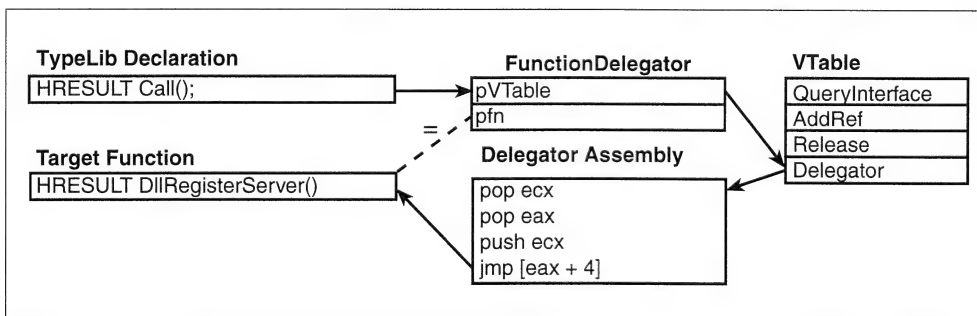 TypeLib Declaration
HRESULT Call();
FunctionDelegator
pVTable
pfn
VTable
QueryInterface
AddRef
Release
Delegator
=
Target Function
HRESULT DllRegisterServer()
Delegator Assembly
pop ecx
pop eax
push ecx
jmp [eax + 4]